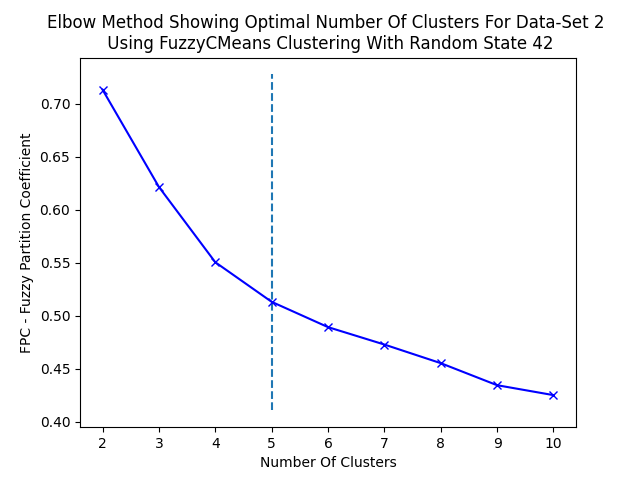 Elbow Method Showing Optimal Number Of Clusters For Data-Set 2
Using FuzzyCMeans Clustering With Random State 42
0.70
0.65
0.60
0.55
0.50
0.45
0.40
FPC - Fuzzy Partition Coefficient
2 3 4 5 6 7 8 9 10
Number Of Clusters